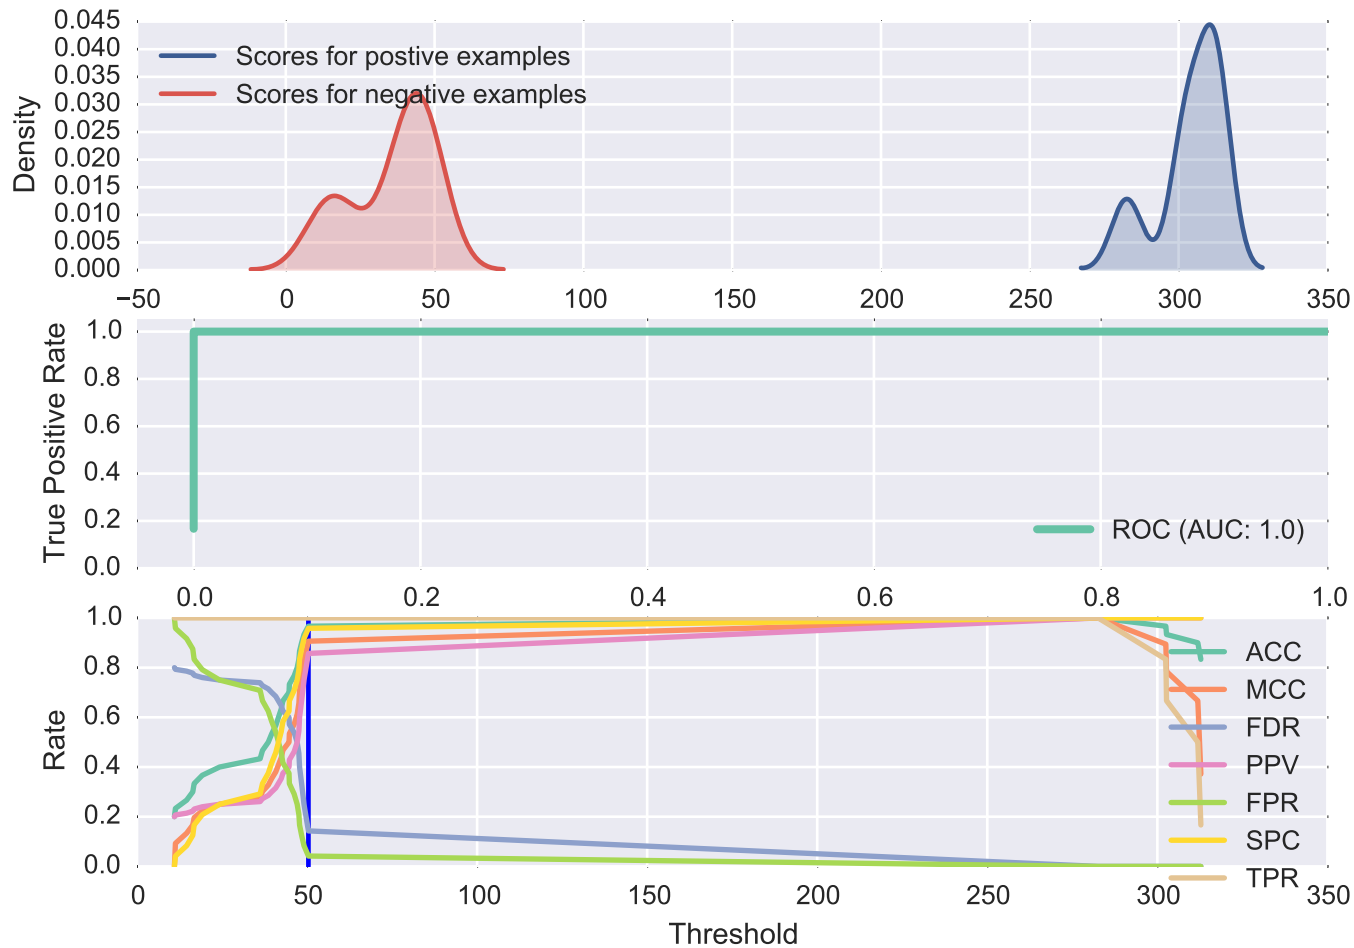 0.045
0.040
0.035
0.030
0.025
0.020
0.015
0.010
0.005
0.000
Density
Scores for postive examples
Scores for negative examples
−50 0 50 100 150 200 250 300 350
1.0
0.8
0.6
0.4
0.2
0.0
True Positive Rate
ROC (AUC: 1.0)
0.0 0.2 0.4 0.6 0.8 1.0
1.0
0.8
0.6
0.4
0.2
0.0
Rate
ACC
MCC
FDR
PPV
FPR
SPC
TPR
0 50 100 150 200 250 300 350
Threshold